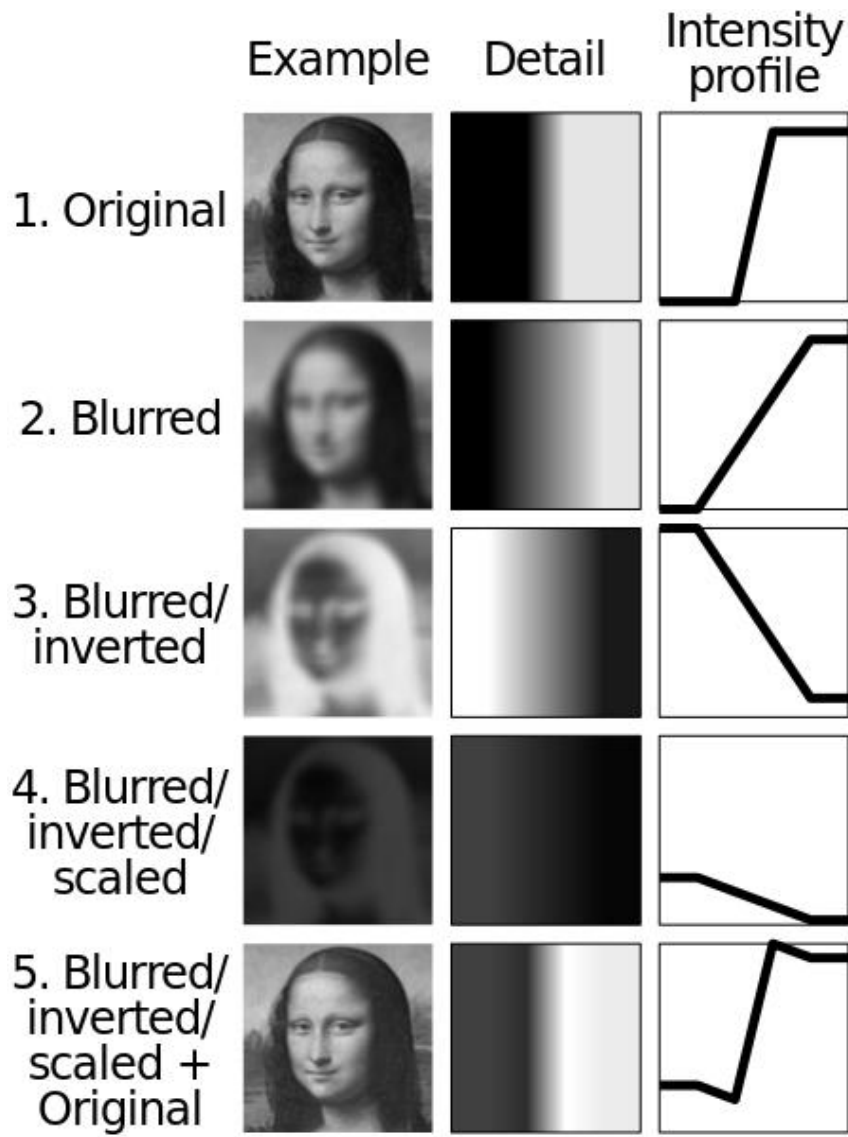 Example
Detail
Intensity
profile
1. Original
2. Blurred
3. Blurred/
inverted
4. Blurred/
inverted/
scaled
5. Blurred/
inverted/
scaled +
Original